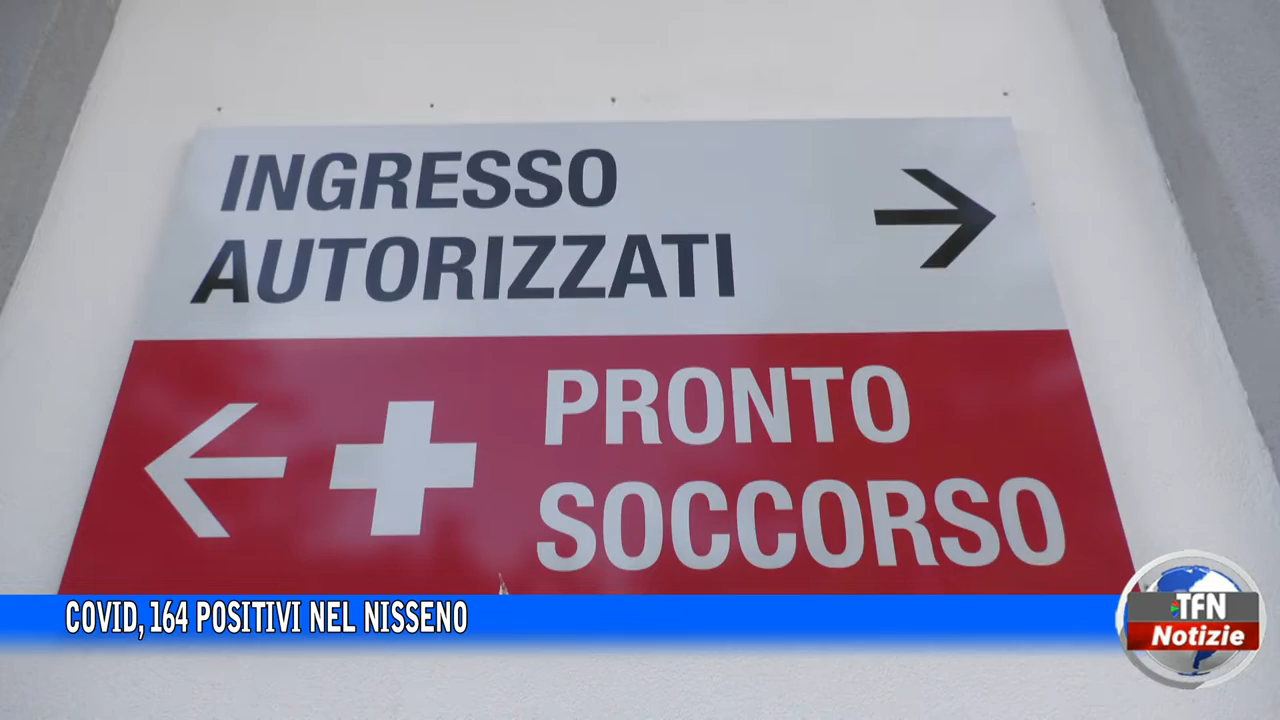 INGRESSO
AUTORIZZATI
PRONTO
SOCCORSO
COVID, 164 POSITIVI NEL NISSENO
TFN
Notizie